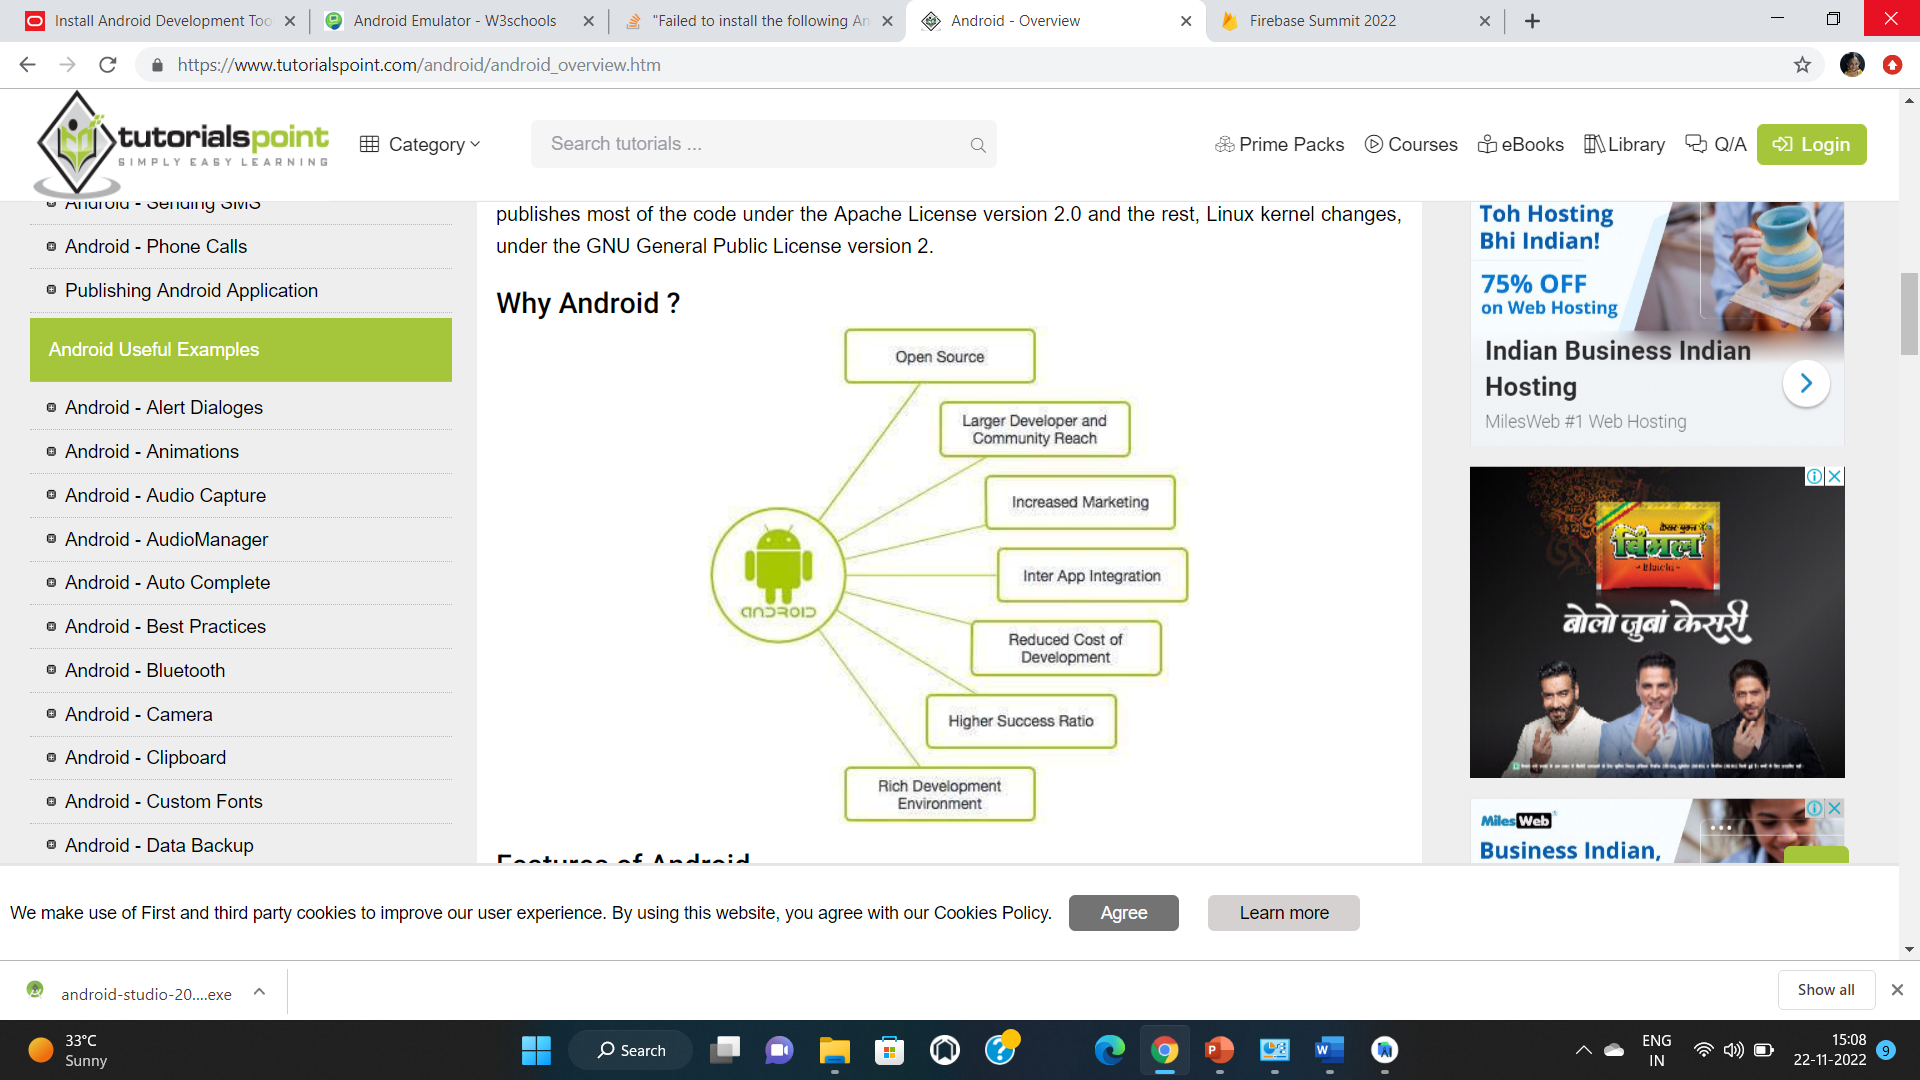 Install Android Development Too
Android Emulator - W3schools
"Failed to install the following An
Android - Overview
Firebase Summit 2022
https://www.tutorialspoint.com/android/android_overview.htm
tutorialspoint
SIMPLY EASY LEARNING
Category
Search tutorials ...
Prime Packs
Courses
eBooks
Library
Q/A
Login
Android - Sending SMS
Android - Phone Calls
Publishing Android Application
Android Useful Examples
Android - Alert Dialoges
Android - Animations
Android - Audio Capture
Android - AudioManager
Android - Auto Complete
Android - Best Practices
Android - Bluetooth
Android - Camera
Android - Clipboard
Android - Custom Fonts
Android - Data Backup
publishes most of the code under the Apache License version 2.0 and the rest, Linux kernel changes,
under the GNU General Public License version 2.
Why Android ?
Open Source
Larger Developer and
Community Reach
Increased Marketing
Inter App Integration
Reduced Cost of
Development
Higher Success Ratio
Rich Development
Environment
ANDROID
Features of Android
Toh Hosting
Bhi Indian!
75% OFF
on Web Hosting
Indian Business Indian
Hosting
MilesWeb #1 Web Hosting
केसर युक्त
बिमल
बोलो ज़ुबां केसरी
MilesWeb
Business Indian,
We make use of First and third party cookies to improve our user experience. By using this website, you agree with our Cookies Policy.
Agree
Learn more
android-studio-20....exe
Show all
33°C
Sunny
Search
ENG
IN
15:08
22-11-2022
9